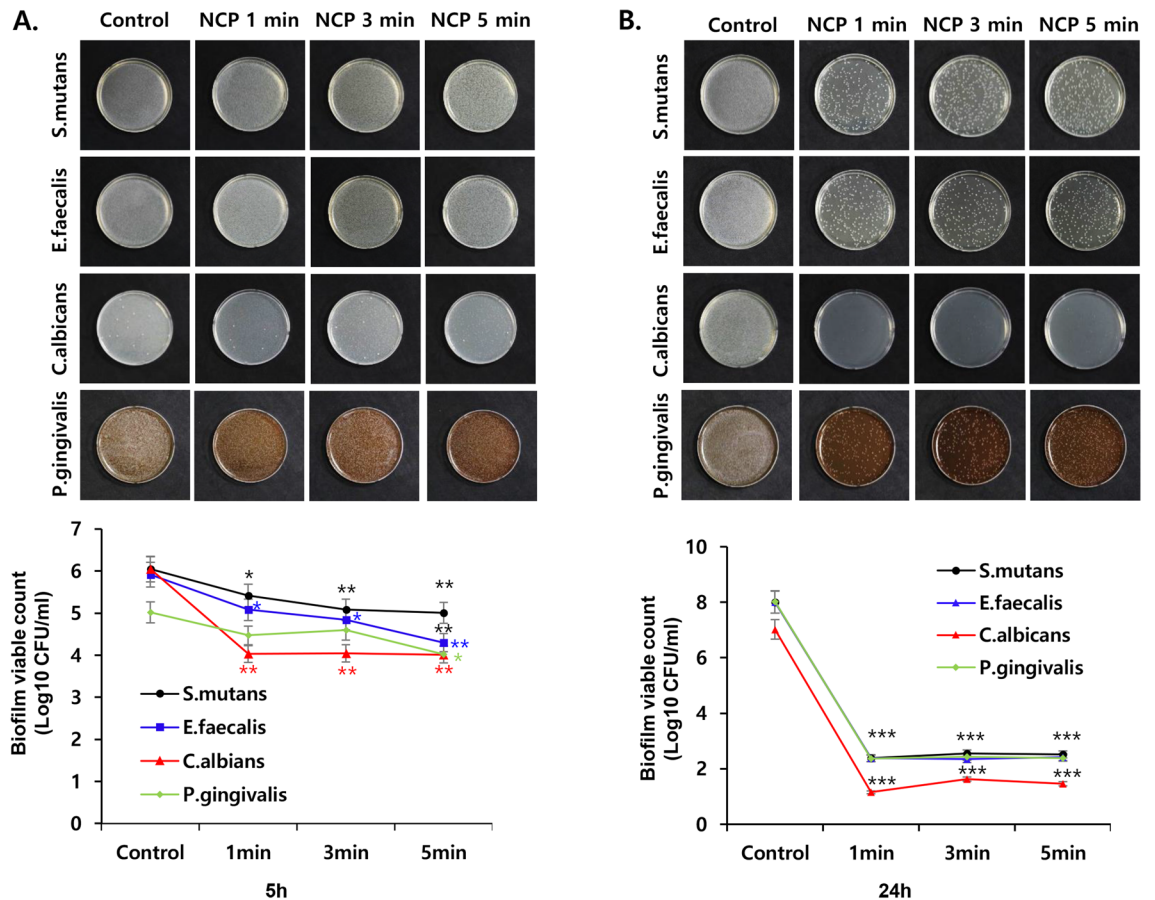 A.
Control NCP 1 min NCP 3 min NCP 5 min
S.mutans
E.faecalis
C.albicans
P.gingivalis
7
6
5
4
3
2
1
0
Biofilm viable count
(Log10 CFU/ml)
*
**
**
*
*
**
**
**
**
**
*
S.mutans
E.faecalis
C.albians
P.gingivalis
Control 1min 3min 5min
5h
B.
Control NCP 1 min NCP 3 min NCP 5 min
S.mutans
E.faecalis
C.albicans
P.gingivalis
10
8
6
4
2
0
Biofilm viable count
(Log10 CFU/ml)
S.mutans
E.faecalis
C.albicans
P.gingivalis
*** *** ***
*** *** ***
Control 1min 3min 5min
24h